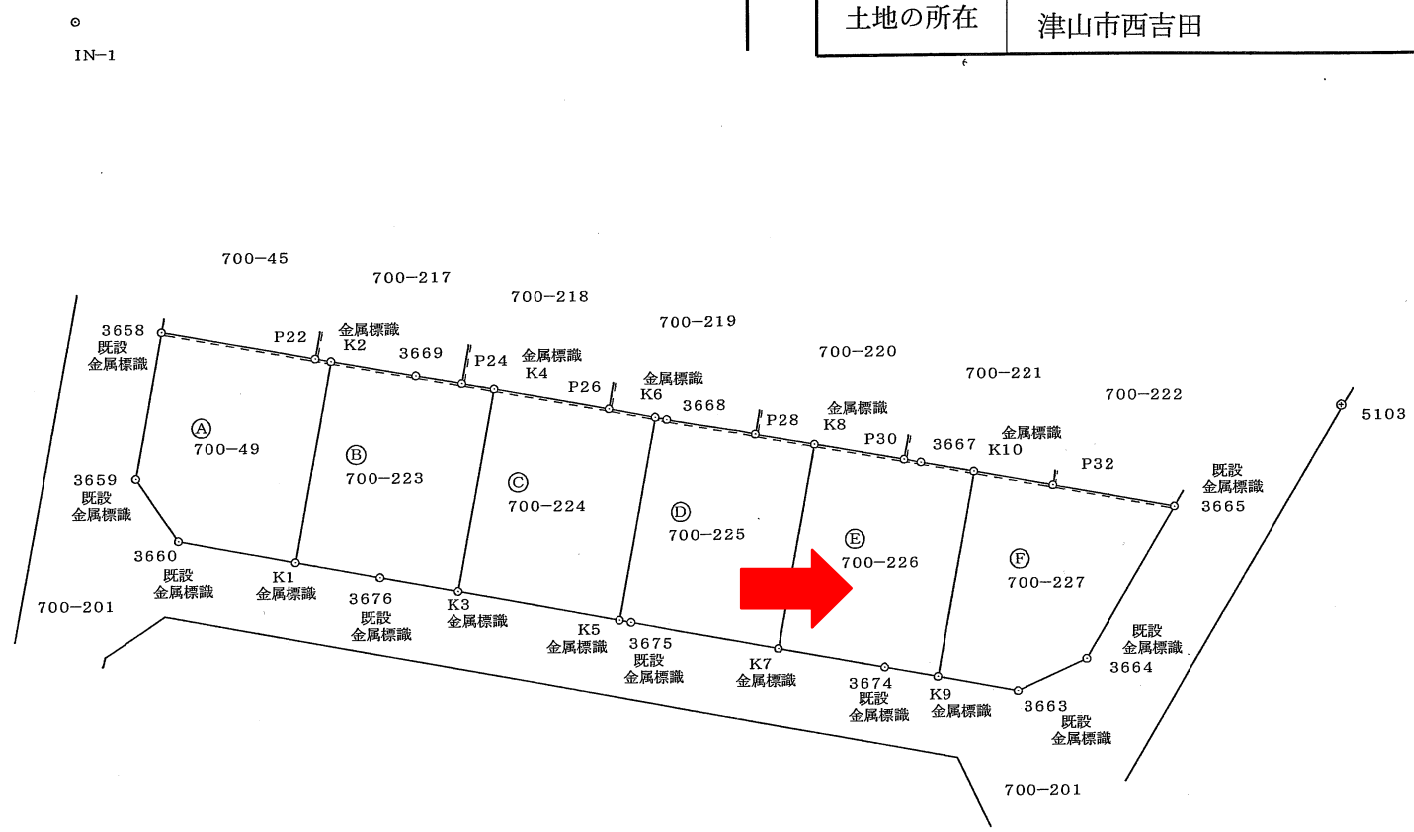 土地の所在 津山市西吉田
IN-1
700-45
700-217
700-218
700-219
700-220
700-221
700-222
3658
既設
金属標識
P22
金属標識
K2
3669
P24
金属標識
K4
P26
金属標識
K6
3668
P28
金属標識
K8
P30
3667
金属標識
K10
P32
既設
金属標識
3665
5103
A
700-49
B
700-223
C
700-224
D
700-225
E
700-226
F
700-227
3659
既設
金属標識
3660
既設
金属標識
K1
金属標識
3676
既設
金属標識
K3
金属標識
K5
金属標識
3675
既設
金属標識
K7
金属標識
3674
既設
金属標識
K9
金属標識
3663
既設
金属標識
既設
金属標識
3664
700-201
700-201